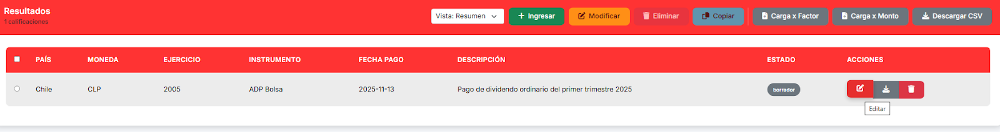 Resultados
1 calificaciones
Vista: Resumen
Ingresar
Modificar
Eliminar
Copiar
Carga x Factor
Carga x Monto
Descargar CSV
PAÍS MONEDA EJERCICIO INSTRUMENTO FECHA PAGO DESCRIPCIÓN ESTADO ACCIONES
Chile CLP 2005 ADP Bolsa 2025-11-13 Pago de dividendo ordinario del primer trimestre 2025 borrador
Editar